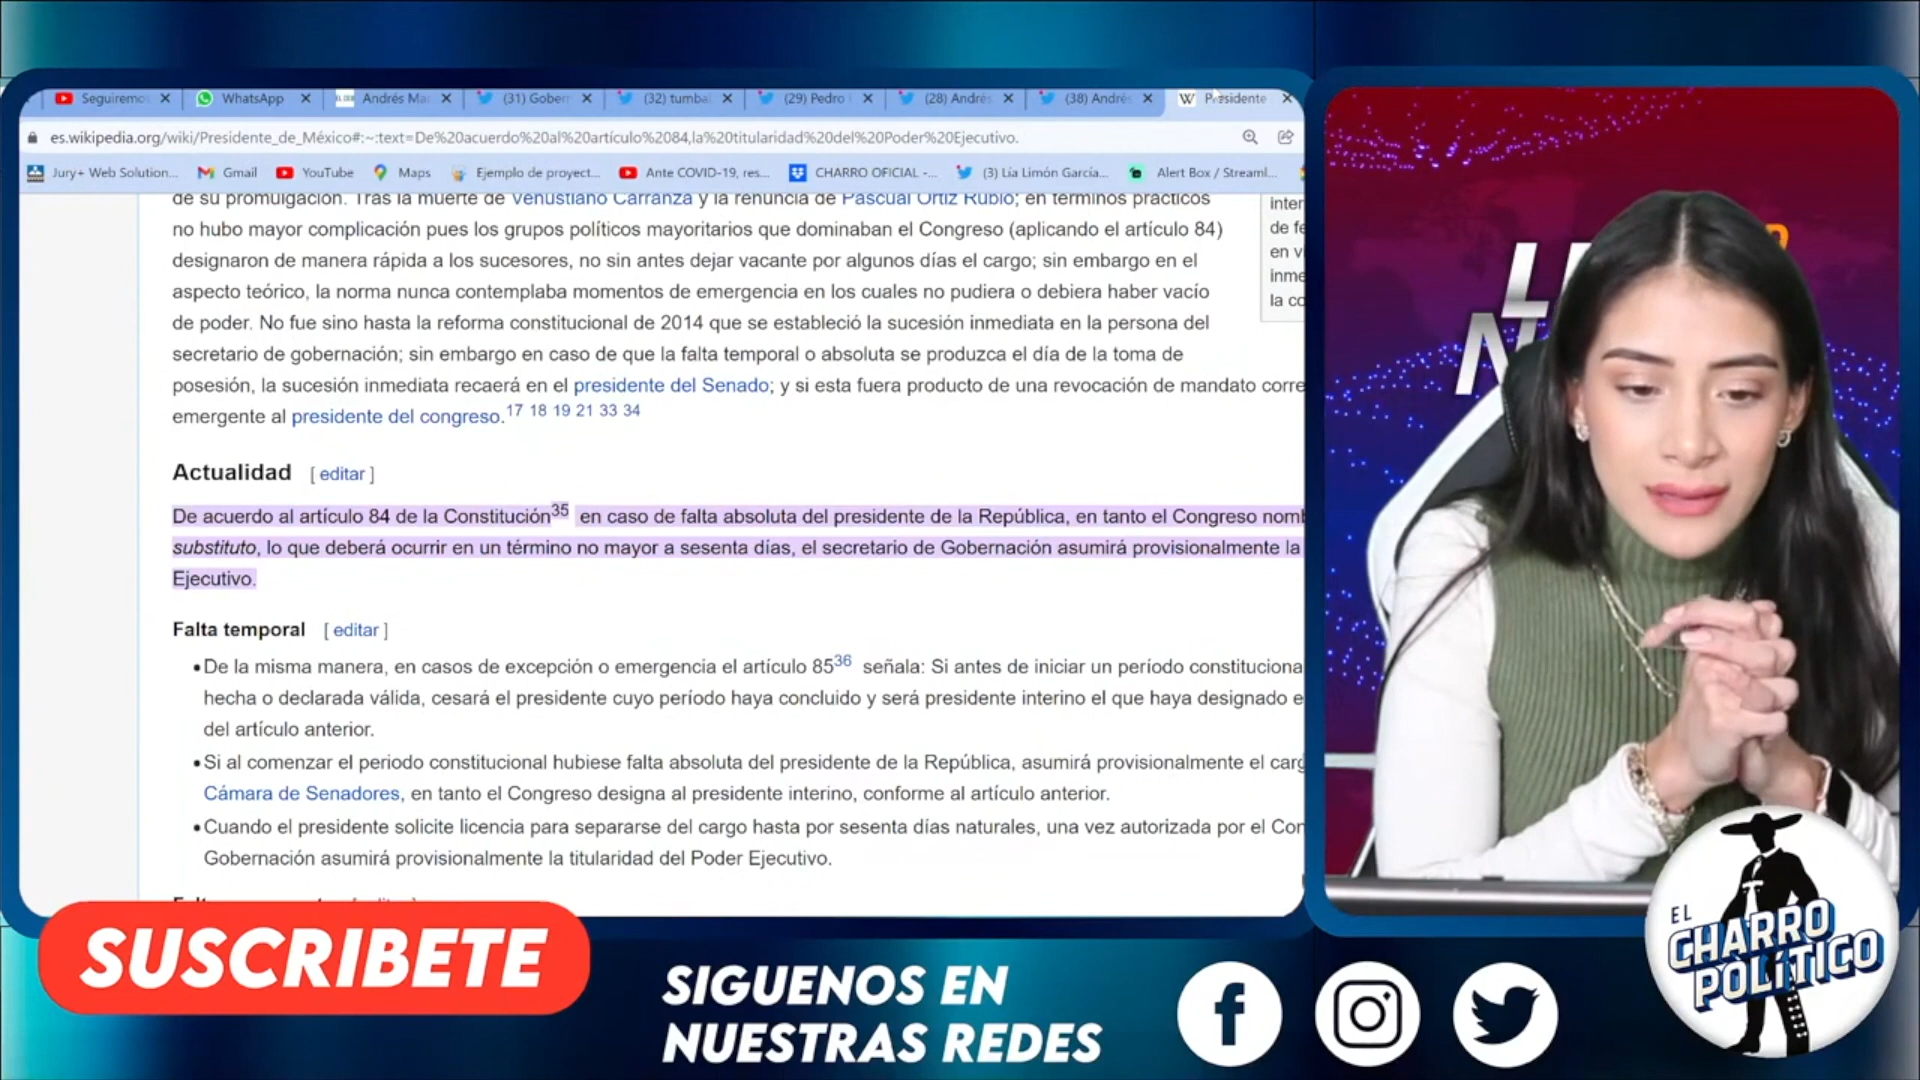 Seguiremos
WhatsApp
Andrés Ma
(31) Gober
(32) tumba
(29) Pedro
(28) Andrés
(38) Andrés
Presidente
es.wikipedia.org/wiki/Presidente_de_México#:~:text=De%20acuerdo%20al%20artículo%2084,la%20titularidad%20del%20Poder%20Ejecutivo.
Jury+ Web Solution...
Gmail
YouTube
Maps
Ejemplo de proyect...
Ante COVID-19, res...
CHARRO OFICIAL -...
(3) Lía Limón García...
Alert Box / Streaml...
de su promulgación. Tras la muerte de Venustiano Carranza y la renuncia de Pascual Ortiz Rubio; en términos prácticos
no hubo mayor complicación pues los grupos políticos mayoritarios que dominaban el Congreso (aplicando el artículo 84)
designaron de manera rápida a los sucesores, no sin antes dejar vacante por algunos días el cargo; sin embargo en el
aspecto teórico, la norma nunca contemplaba momentos de emergencia en los cuales no pudiera o debiera haber vacío
de poder. No fue sino hasta la reforma constitucional de 2014 que se estableció la sucesión inmediata en la persona del
secretario de gobernación; sin embargo en caso de que la falta temporal o absoluta se produzca el día de la toma de
posesión, la sucesión inmediata recaerá en el presidente del Senado; y si esta fuera producto de una revocación de mandato corre
emergente al presidente del congreso.17 18 19 21 33 34
inter
de fe
en v
inme
la co
Actualidad [ editar ]
De acuerdo al artículo 84 de la Constitución35 en caso de falta absoluta del presidente de la República, en tanto el Congreso nomb
substituto, lo que deberá ocurrir en un término no mayor a sesenta días, el secretario de Gobernación asumirá provisionalmente la
Ejecutivo.
Falta temporal [ editar ]
•De la misma manera, en casos de excepción o emergencia el artículo 8536 señala: Si antes de iniciar un período constituciona
hecha o declarada válida, cesará el presidente cuyo período haya concluido y será presidente interino el que haya designado e
del artículo anterior.
•Si al comenzar el periodo constitucional hubiese falta absoluta del presidente de la República, asumirá provisionalmente el carg
Cámara de Senadores, en tanto el Congreso designa al presidente interino, conforme al artículo anterior.
•Cuando el presidente solicite licencia para separarse del cargo hasta por sesenta días naturales, una vez autorizada por el Con
Gobernación asumirá provisionalmente la titularidad del Poder Ejecutivo.
SUSCRIBETE
SIGUENOS EN
NUESTRAS REDES
EL
CHARRO
POLÍTICO